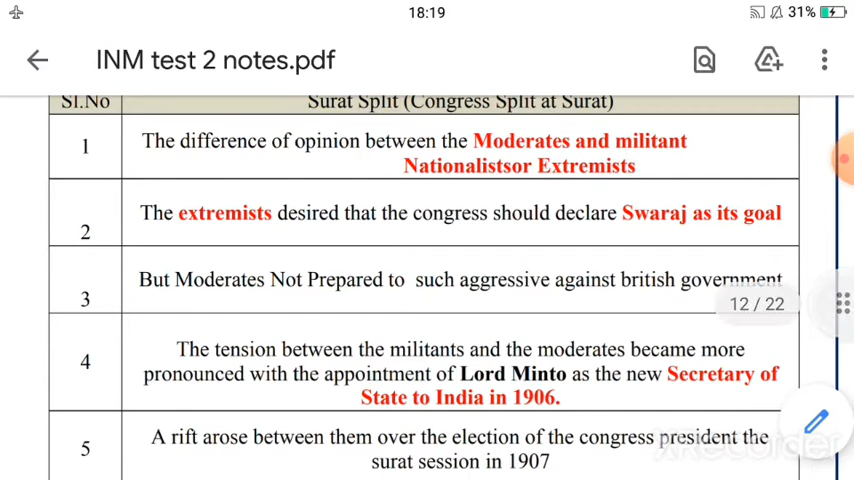 18:19
31%
INM test 2 notes.pdf
Sl.No Surat Split (Congress Split at Surat)
1 The difference of opinion between the Moderates and militant
Nationalistsor Extremists
2 The extremists desired that the congress should declare Swaraj as its goal
3 But Moderates Not Prepared to such aggressive against british government
12 / 22
4 The tension between the militants and the moderates became more
pronounced with the appointment of Lord Minto as the new Secretary of
State to India in 1906.
5 A rift arose between them over the election of the congress president the
surat session in 1907
XRecorder